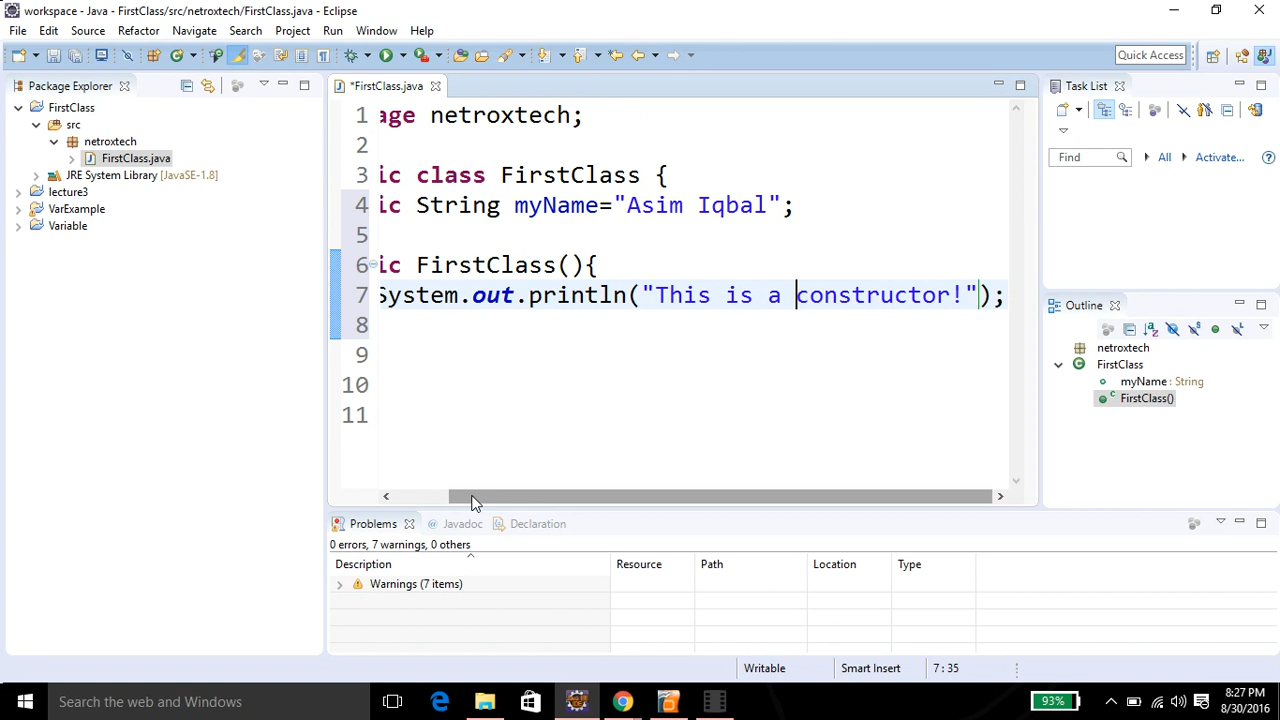 workspace - Java - FirstClass/src/netroxtech/FirstClass.java - Eclipse
File Edit Source Refactor Navigate Search Project Run Window Help
Quick Access
Package Explorer
FirstClass
src
netroxtech
FirstClass.java
JRE System Library [JavaSE-1.8]
lecture3
VarExample
Variable
*FirstClass.java
1 age netroxtech;
2
3 ic class FirstClass {
4 ic String myName="Asim Iqbal";
5
6 ic FirstClass(){
7 System.out.println("This is a constructor!");
8
9
10
11
Task List
Find All Activate...
Outline
netroxtech
FirstClass
myName : String
FirstClass()
Problems @ Javadoc Declaration
0 errors, 7 warnings, 0 others
Description Resource Path Location Type
Warnings (7 items)
Writable Smart Insert 7 : 35
Search the web and Windows
93%
8:27 PM
8/30/2016